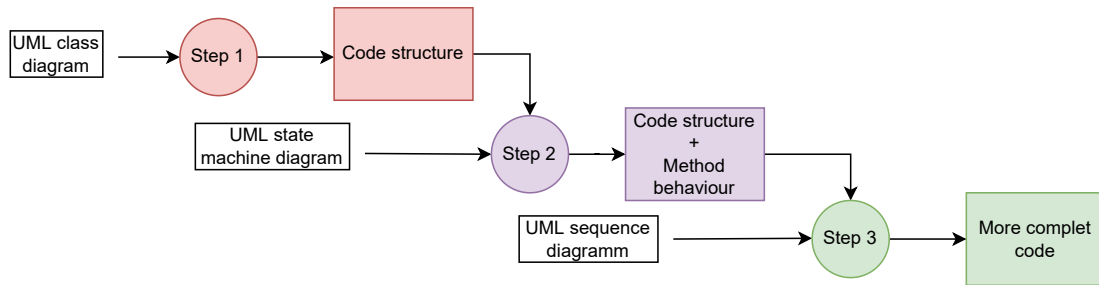 UML class
diagram
Step 1
Code structure
UML state
machine diagram
Step 2
Code structure
+
Method
behaviour
UML sequence
diagramm
Step 3
More complet
code